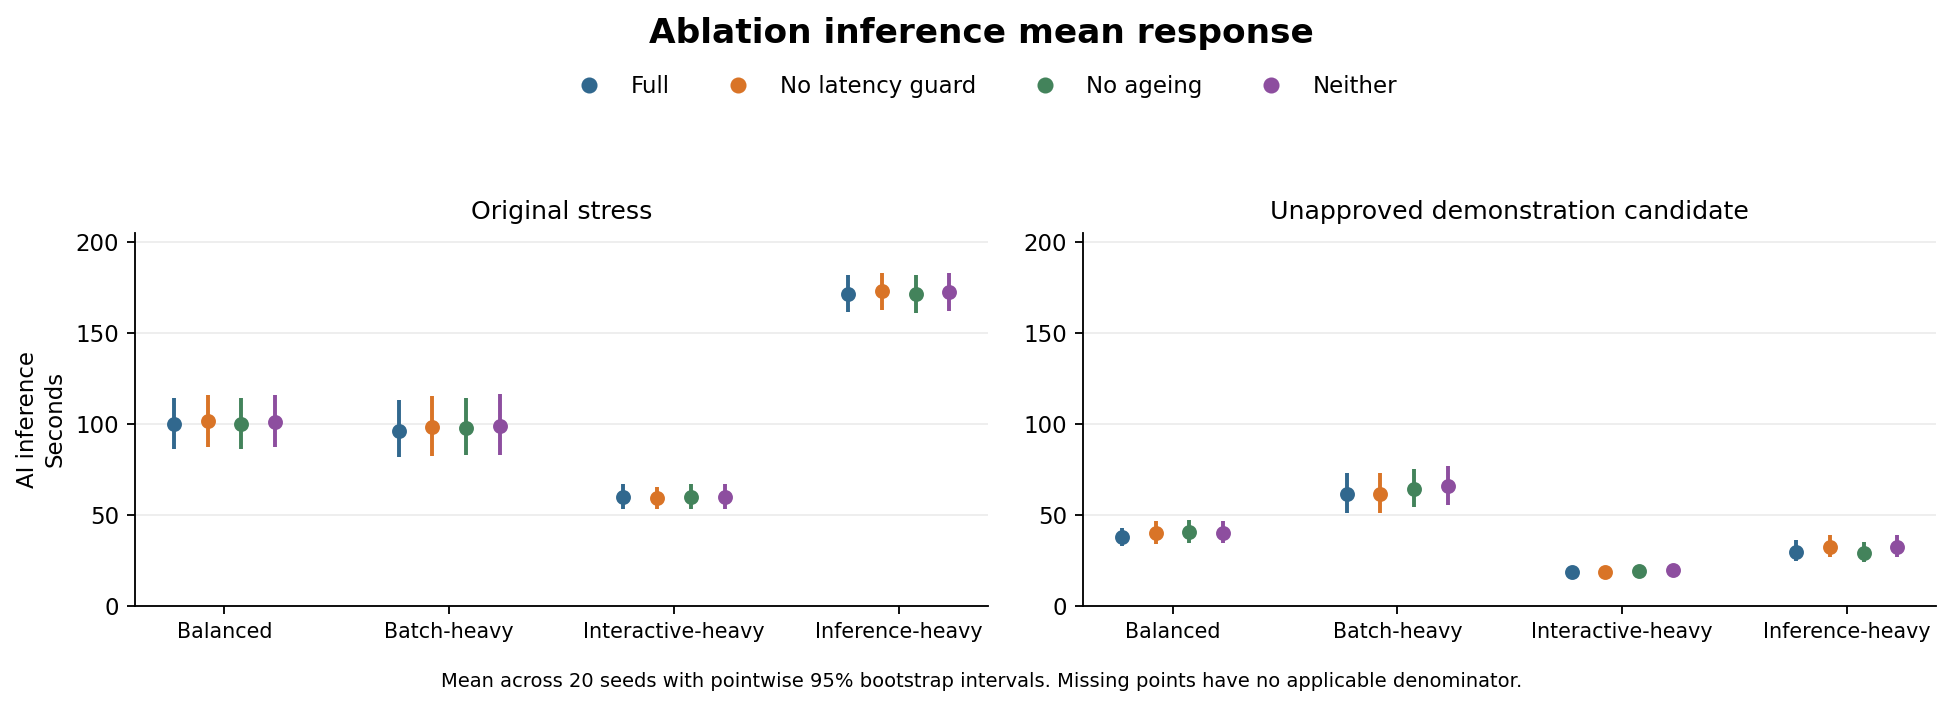 Ablation inference mean response
Full No latency guard No ageing Neither
Original stress
AI inference
Seconds
200
150
100
50
0
Balanced Batch-heavy Interactive-heavy Inference-heavy
Unapproved demonstration candidate
200
150
100
50
0
Balanced Batch-heavy Interactive-heavy Inference-heavy
Mean across 20 seeds with pointwise 95% bootstrap intervals. Missing points have no applicable denominator.